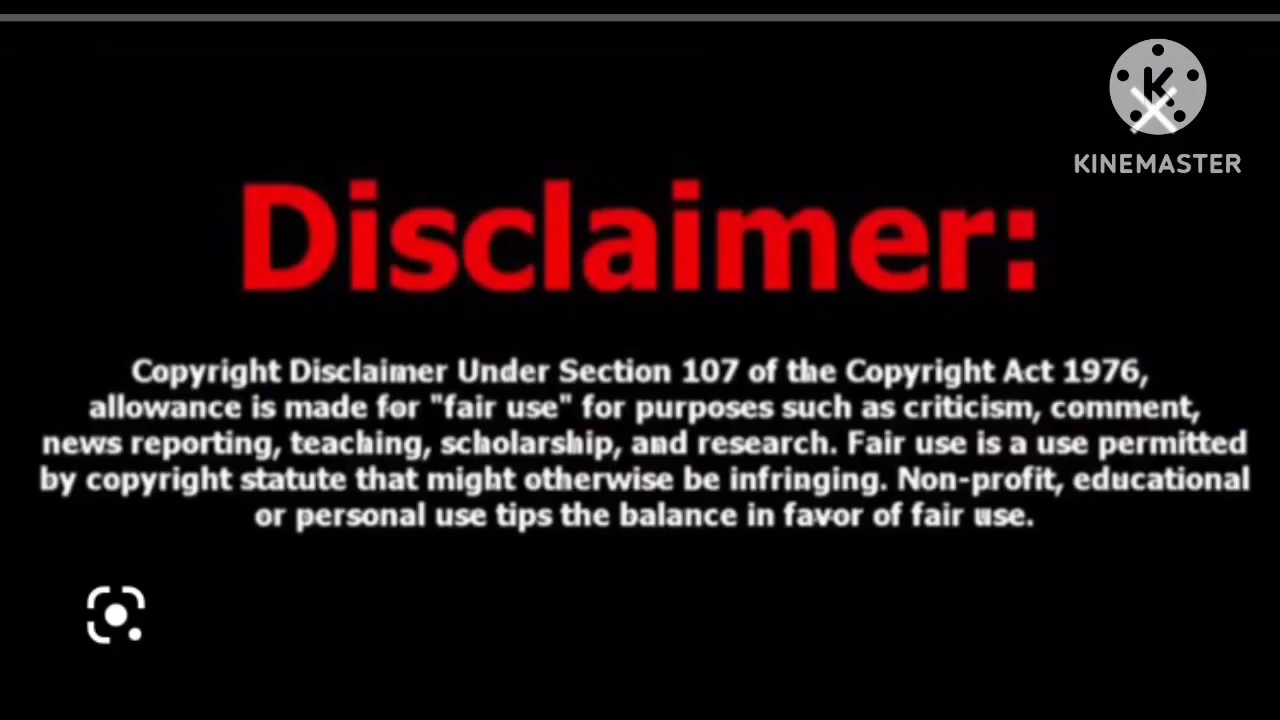 KINEMASTER
Disclaimer:
Copyright Disclaimer Under Section 107 of the Copyright Act 1976,
allowance is made for "fair use" for purposes such as criticism, comment,
news reporting, teaching, scholarship, and research. Fair use is a use permitted
by copyright statute that might otherwise be infringing. Non-profit, educational
or personal use tips the balance in favor of fair use.